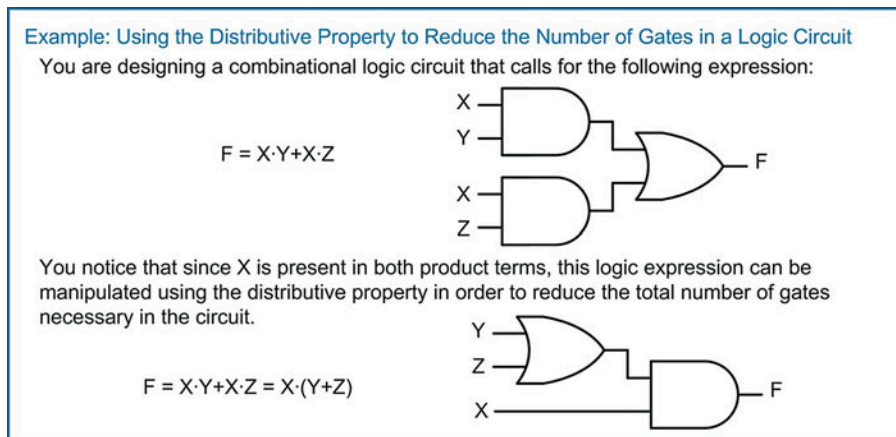 Example: Using the Distributive Property to Reduce the Number of Gates in a Logic Circuit
You are designing a combinational logic circuit that calls for the following expression:
X
Y
F = X·Y+X·Z
F
X
Z
You notice that since X is present in both product terms, this logic expression can be
manipulated using the distributive property in order to reduce the total number of gates
necessary in the circuit.
Y
Z
F = X·Y+X·Z = X·(Y+Z)
F
X